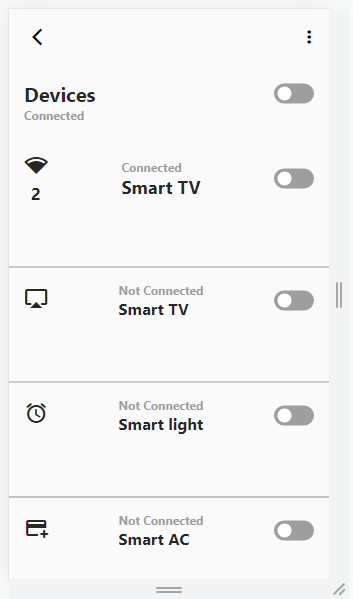 Devices
Connected
Connected
2
Smart TV
Not Connected
Smart TV
Not Connected
Smart light
Not Connected
Smart AC